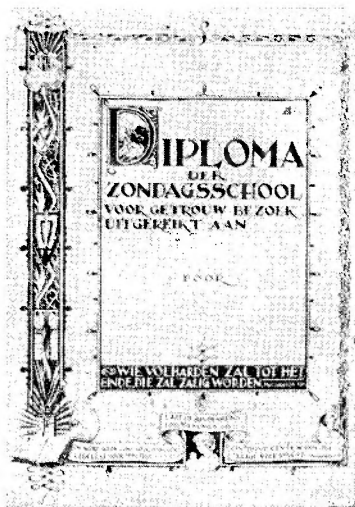 DIPLOMA
DER
ZONDAGSSCHOOL
VOOR GETROUW BEZOEK
UITGEREIKT AAN
DOOR
WIE VOLHARDEN ZAL TOT HET
EINDE, DIE ZAL ZALIG WORDEN